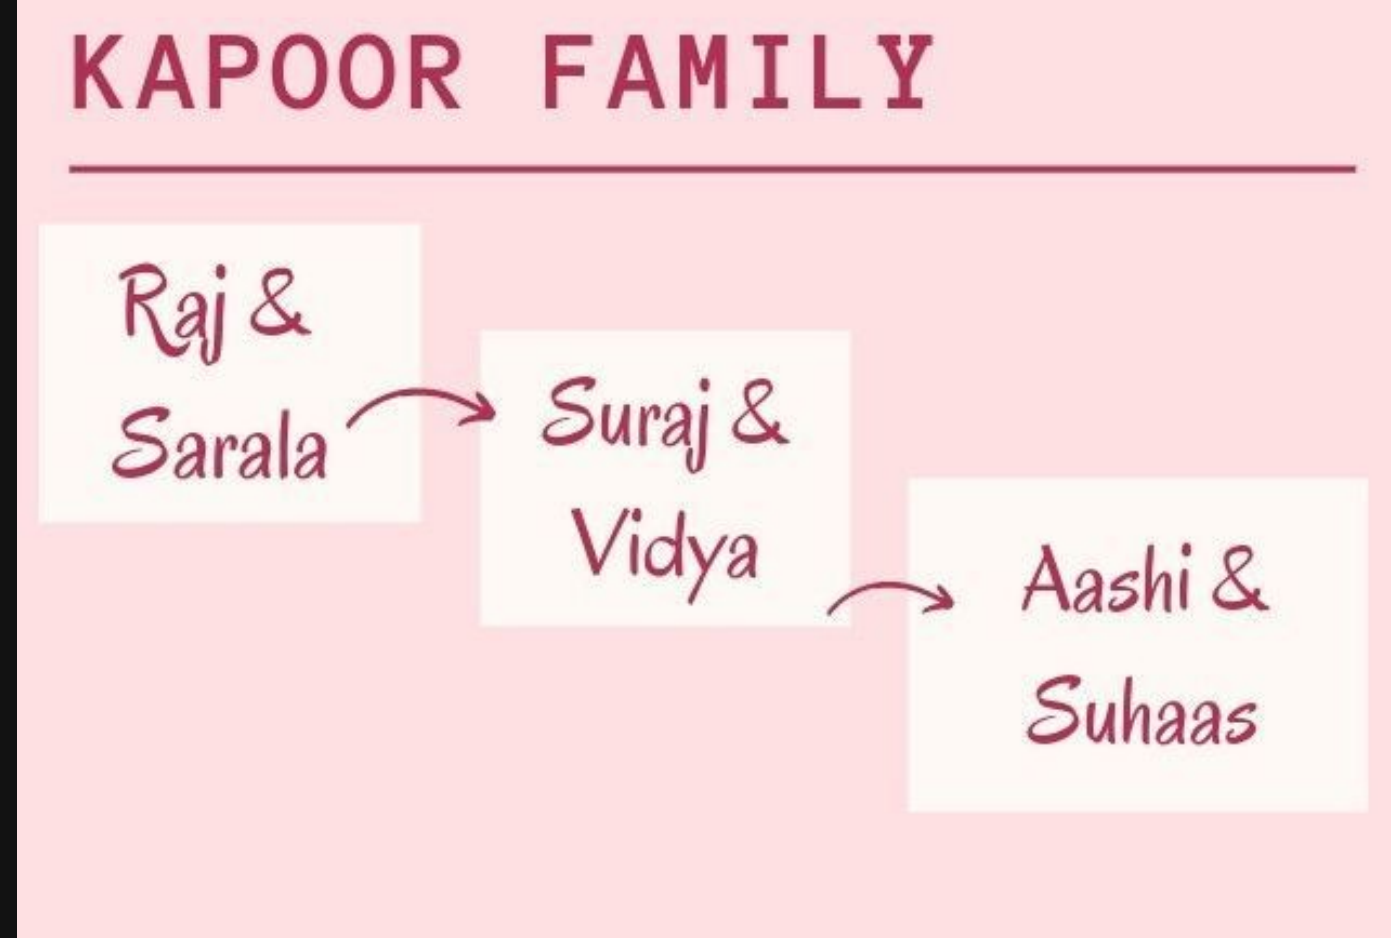 KAPOOR FAMILY
Raj &
Sarala
Suraj &
Vidya
Aashi &
Suhaas